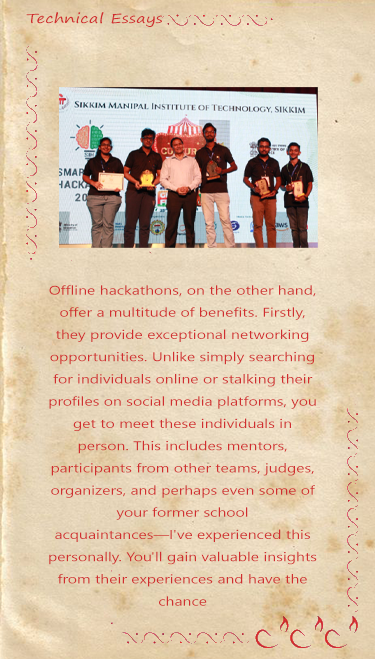 Technical Essays
SIKKIM MANIPAL INSTITUTE OF TECHNOLOGY, SIKKIM
SMAR
HACKA
Offline hackathons, on the other hand,
offer a multitude of benefits. Firstly,
they provide exceptional networking
opportunities. Unlike simply searching
for individuals online or stalking their
profiles on social media platforms, you
get to meet these individuals in
person. This includes mentors,
participants from other teams, judges,
organizers, and perhaps even some of
your former school
acquaintances—I've experienced this
personally. You'll gain valuable insights
from their experiences and have the
chance